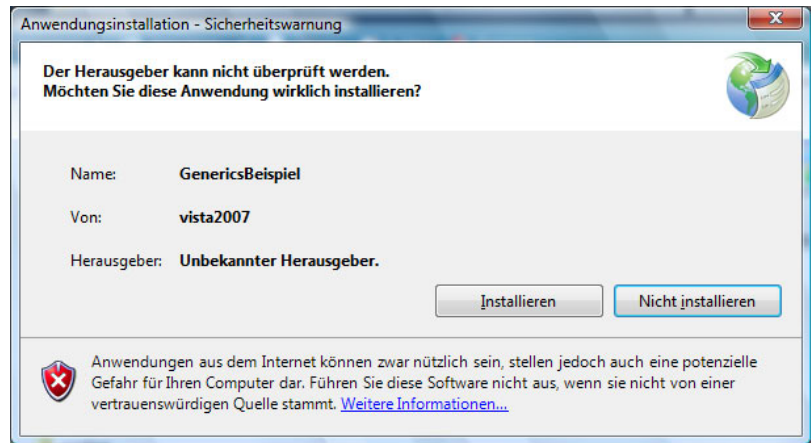 Anwendungsinstallation - Sicherheitswarnung
Der Herausgeber kann nicht überprüft werden.
Möchten Sie diese Anwendung wirklich installieren?
Name: GenericsBeispiel
Von: vista2007
Herausgeber: Unbekannter Herausgeber.
Installieren Nicht installieren
Anwendungen aus dem Internet können zwar nützlich sein, stellen jedoch auch eine potenzielle
Gefahr für Ihren Computer dar. Führen Sie diese Software nicht aus, wenn sie nicht von einer
vertrauenswürdigen Quelle stammt. Weitere Informationen...